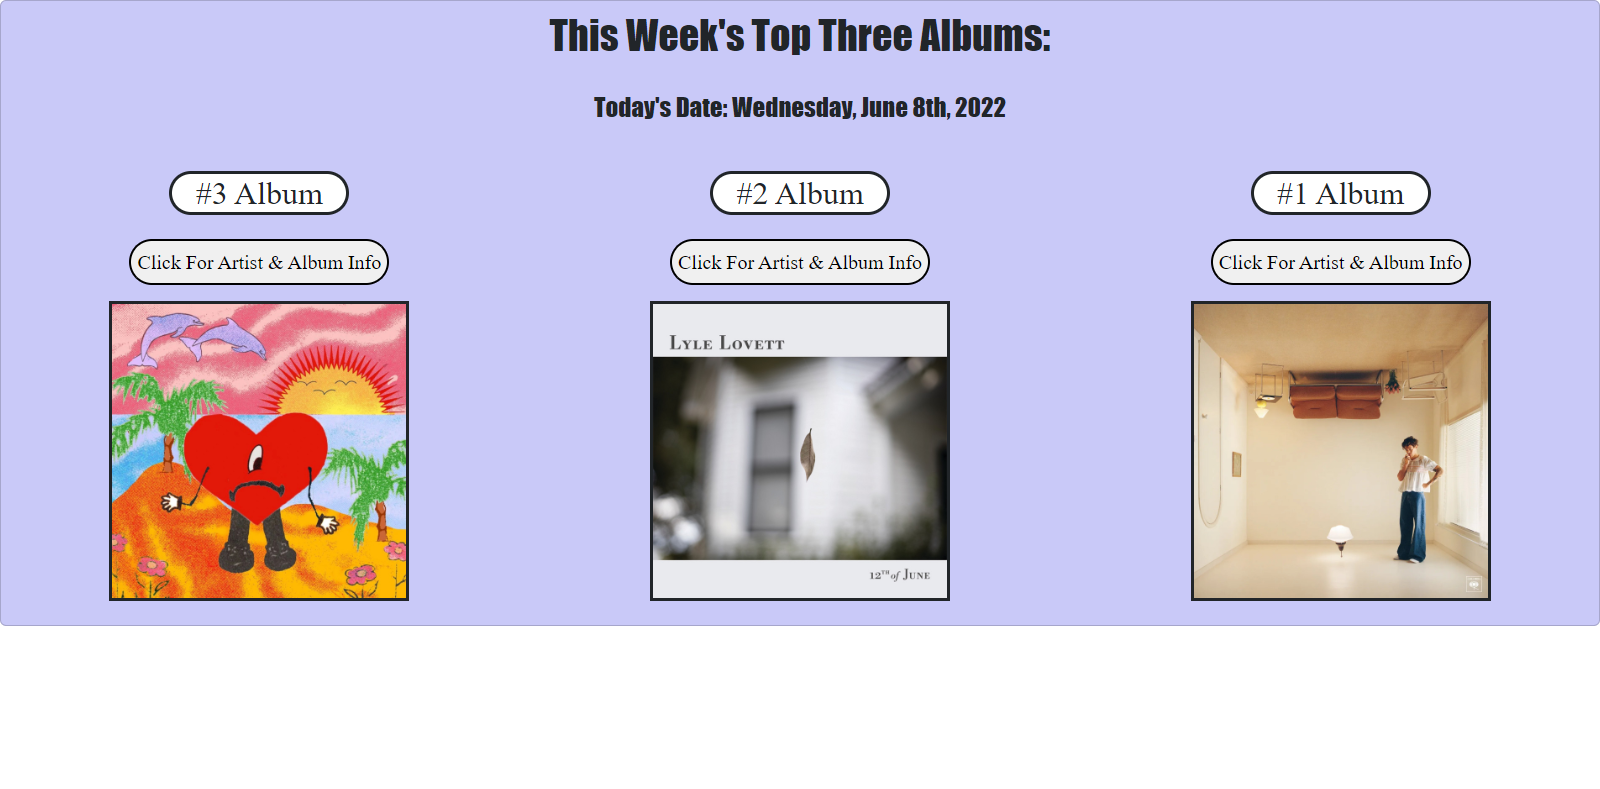 This Week's Top Three Albums:
Today's Date: Wednesday, June 8th, 2022
#3 Album
#2 Album
#1 Album
Click For Artist & Album Info
Click For Artist & Album Info
Click For Artist & Album Info
Lyle Lovett
12TH of June